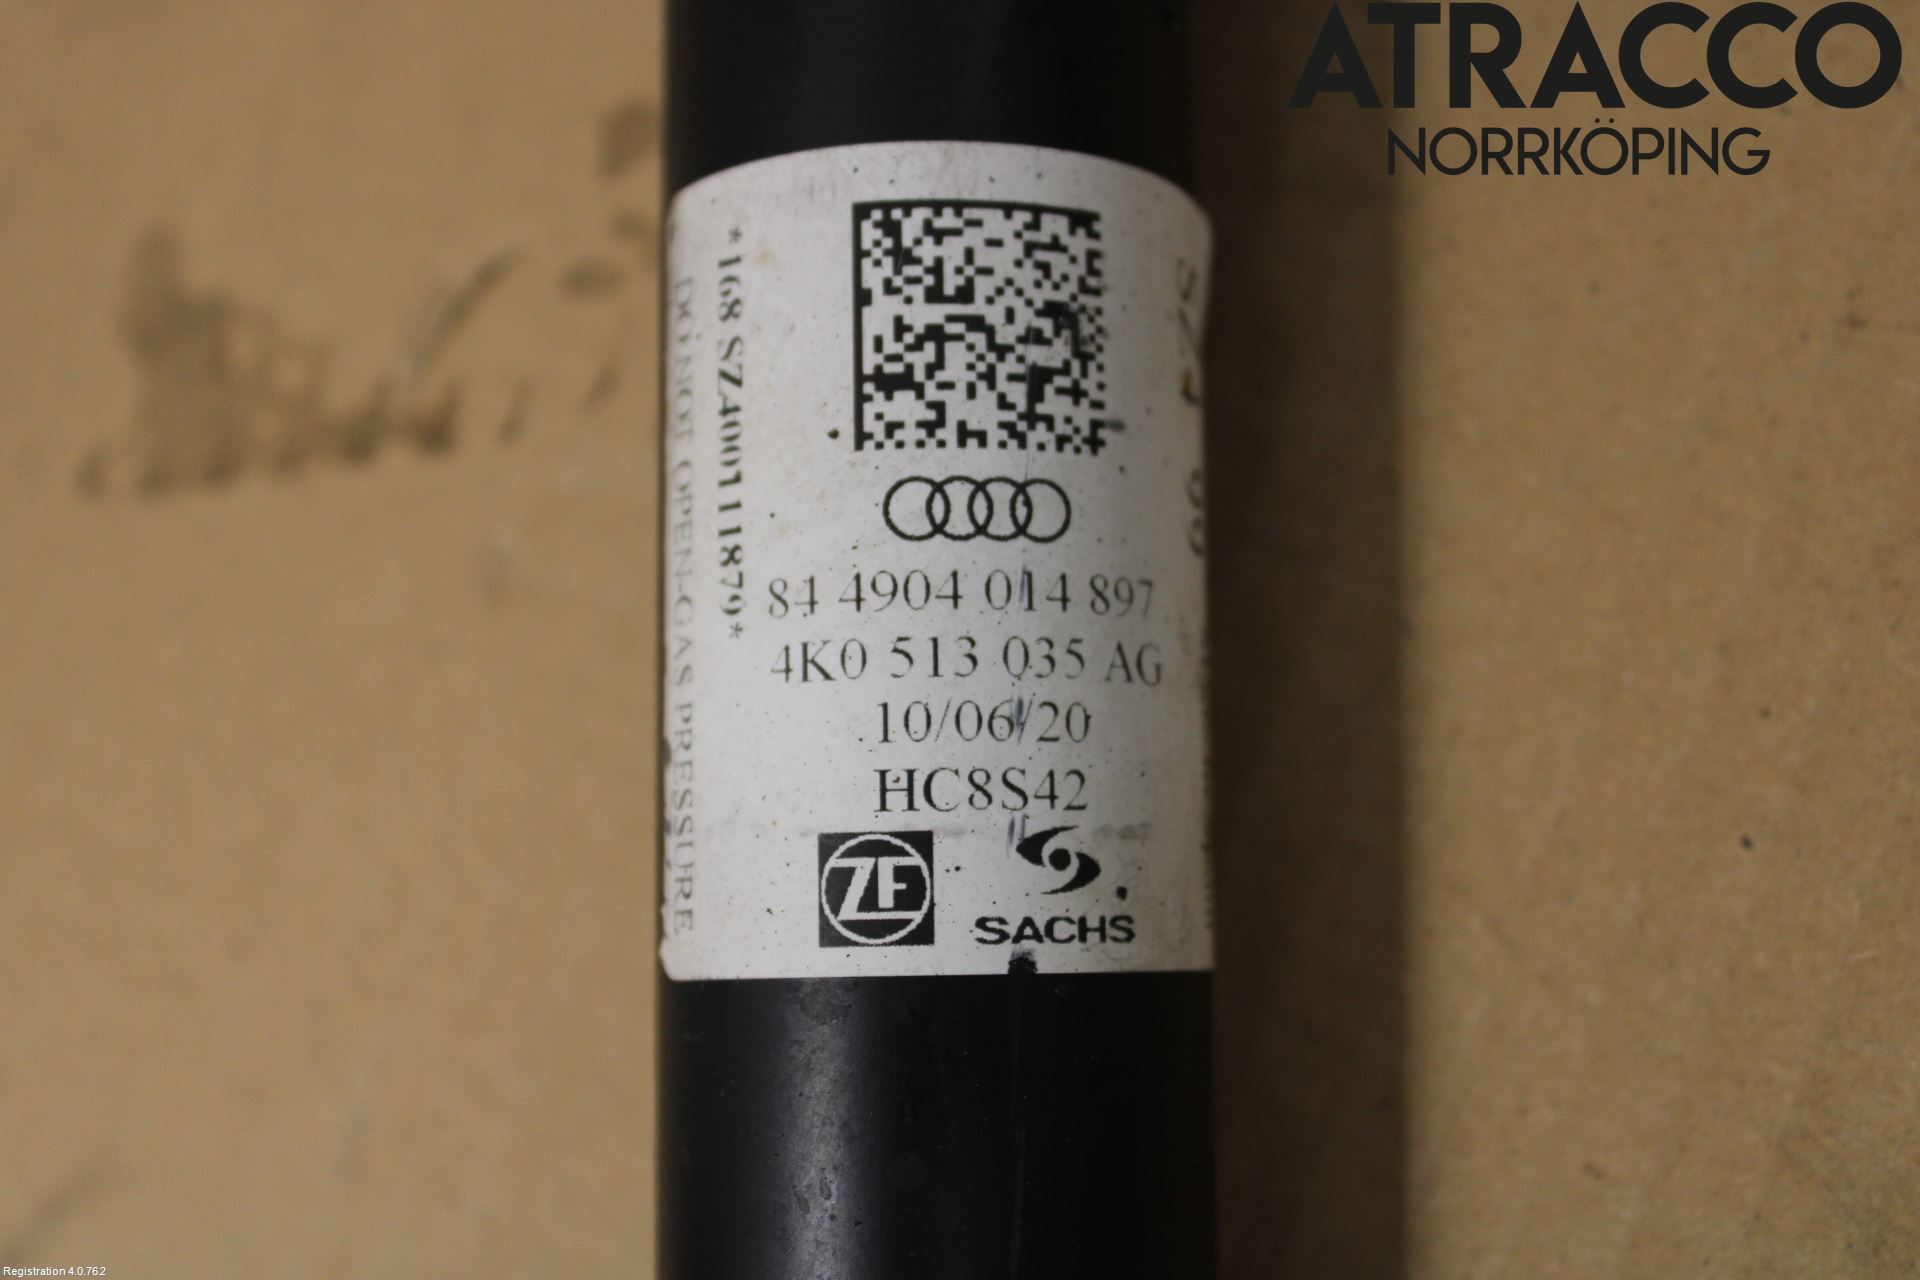 ATRACCO
NORRKÖPING
*168 SZ400111879*
DO NOT OPEN-GAS PRESSURE
84 4904 014 897
4K0 513 035 AG
10/06/20
HC8S42
ZF
SACHS
Registration 4.0.762